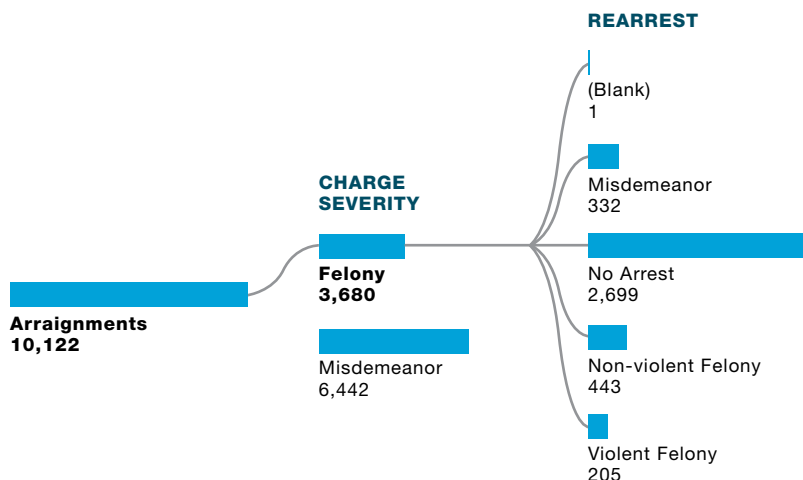 REARREST
(Blank)
1
Misdemeanor
332
CHARGE
SEVERITY
Felony
3,680
No Arrest
2,699
Arraignments
10,122
Misdemeanor
6,442
Non-violent Felony
443
Violent Felony
205